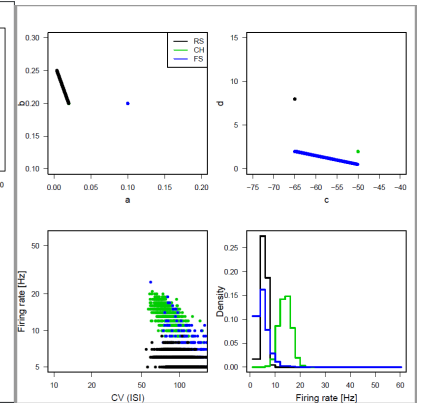 0.30
0.25
0.20
0.15
0.10
b
0.00 0.05 0.10 0.15 0.20
a
RS
CH
FS
15
10
5
0
d
−75 −70 −65 −60 −55 −50 −45 −40
c
0
50
20
10
5
Firing rate [Hz]
10 20 50 100
CV (ISI)
0.25
0.20
0.15
0.10
0.05
0.00
Density
0 10 20 30 40 50 60
Firing rate [Hz]